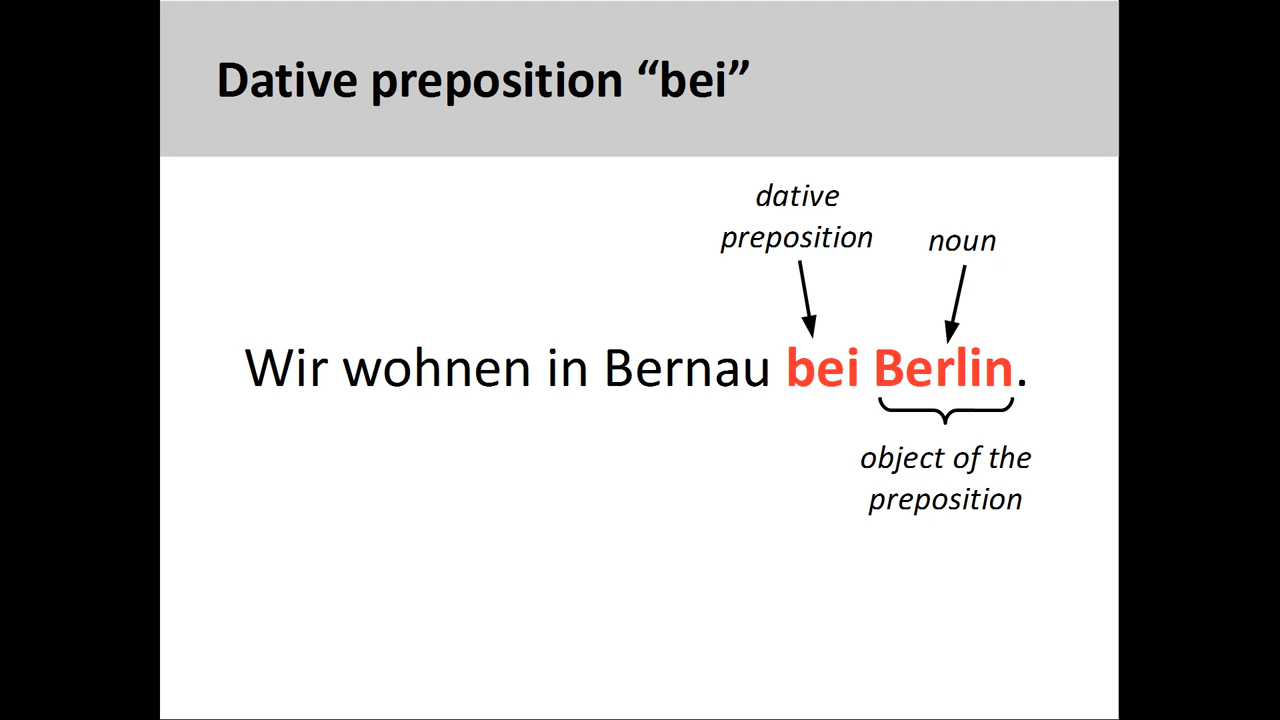 Dative preposition “bei”
dative
preposition
noun
Wir wohnen in Bernau bei Berlin.
object of the
preposition